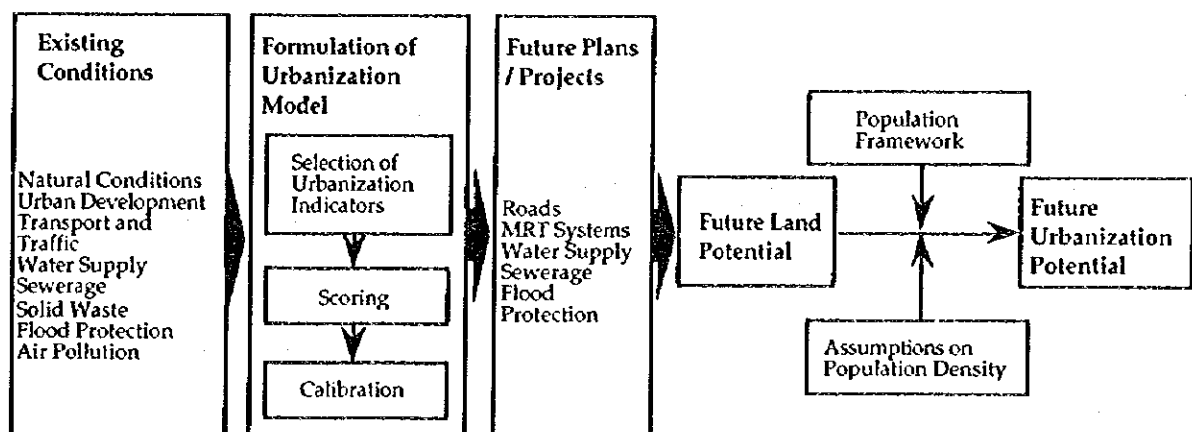 Existing
Conditions
Natural Conditions
Urban Development
Transport and
Traffic
Water Supply
Sewerage
Solid Waste
Flood Protection
Air Pollution
Formulation of
Urbanization
Model
Selection of
Urbanization
Indicators
Scoring
Calibration
Future Plans
/ Projects
Roads
MRT Systems
Water Supply
Sewerage
Flood
Protection
Future Land
Potential
Population
Framework
Assumptions on
Population Density
Future
Urbanization
Potential